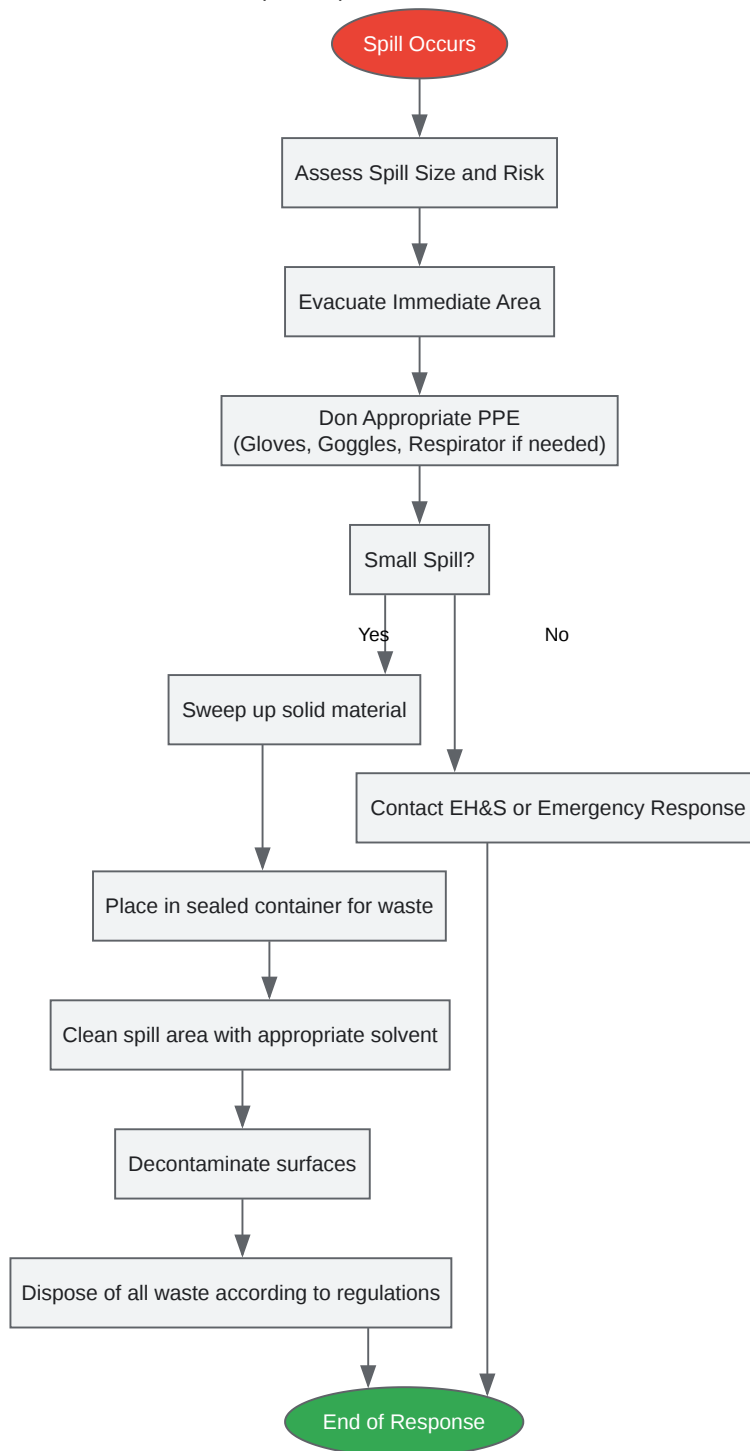 Spill Occurs
Assess Spill Size and Risk
Evacuate Immediate Area
Don Appropriate PPE
(Gloves, Goggles, Respirator if needed)
Small Spill?
Yes
No
Sweep up solid material
Contact EH&S or Emergency Response
Place in sealed container for waste
Clean spill area with appropriate solvent
Decontaminate surfaces
Dispose of all waste according to regulations
End of Response